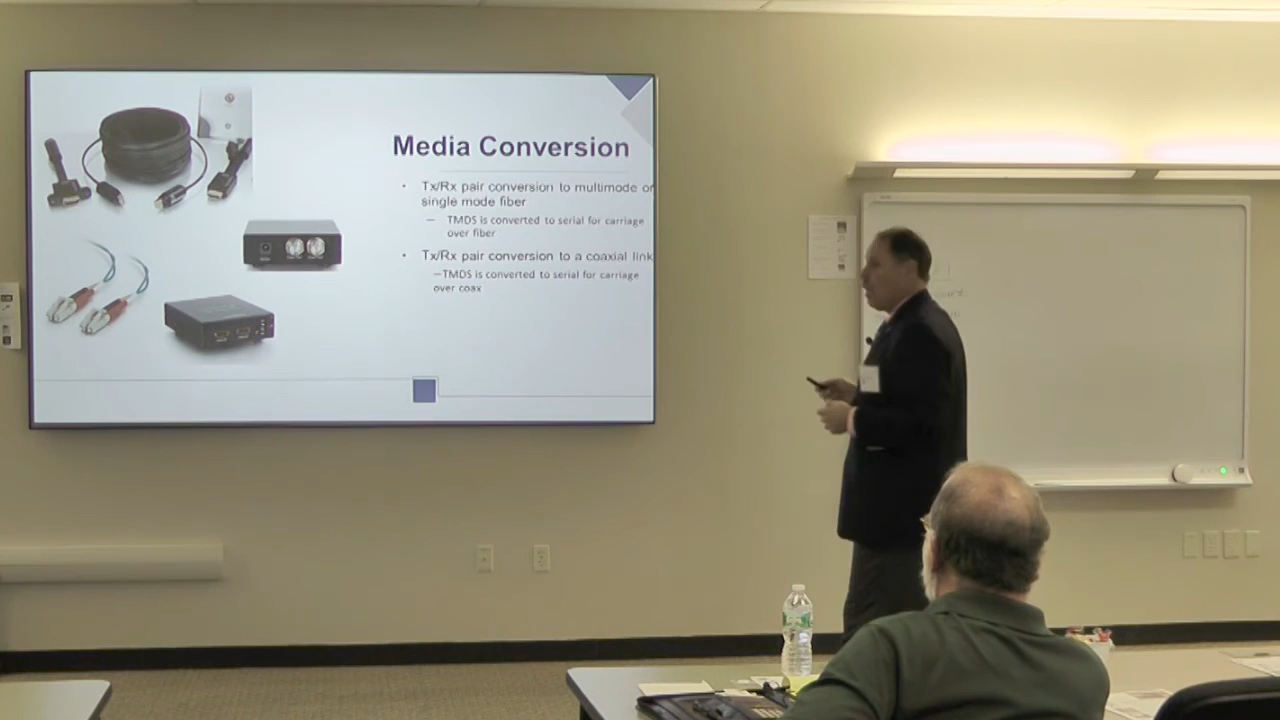 Media Conversion
• Tx/Rx pair conversion to multimode or
single mode fiber
– TMDS is converted to serial for carriage
over fiber
• Tx/Rx pair conversion to a coaxial link
–TMDS is converted to serial for carriage
over coax